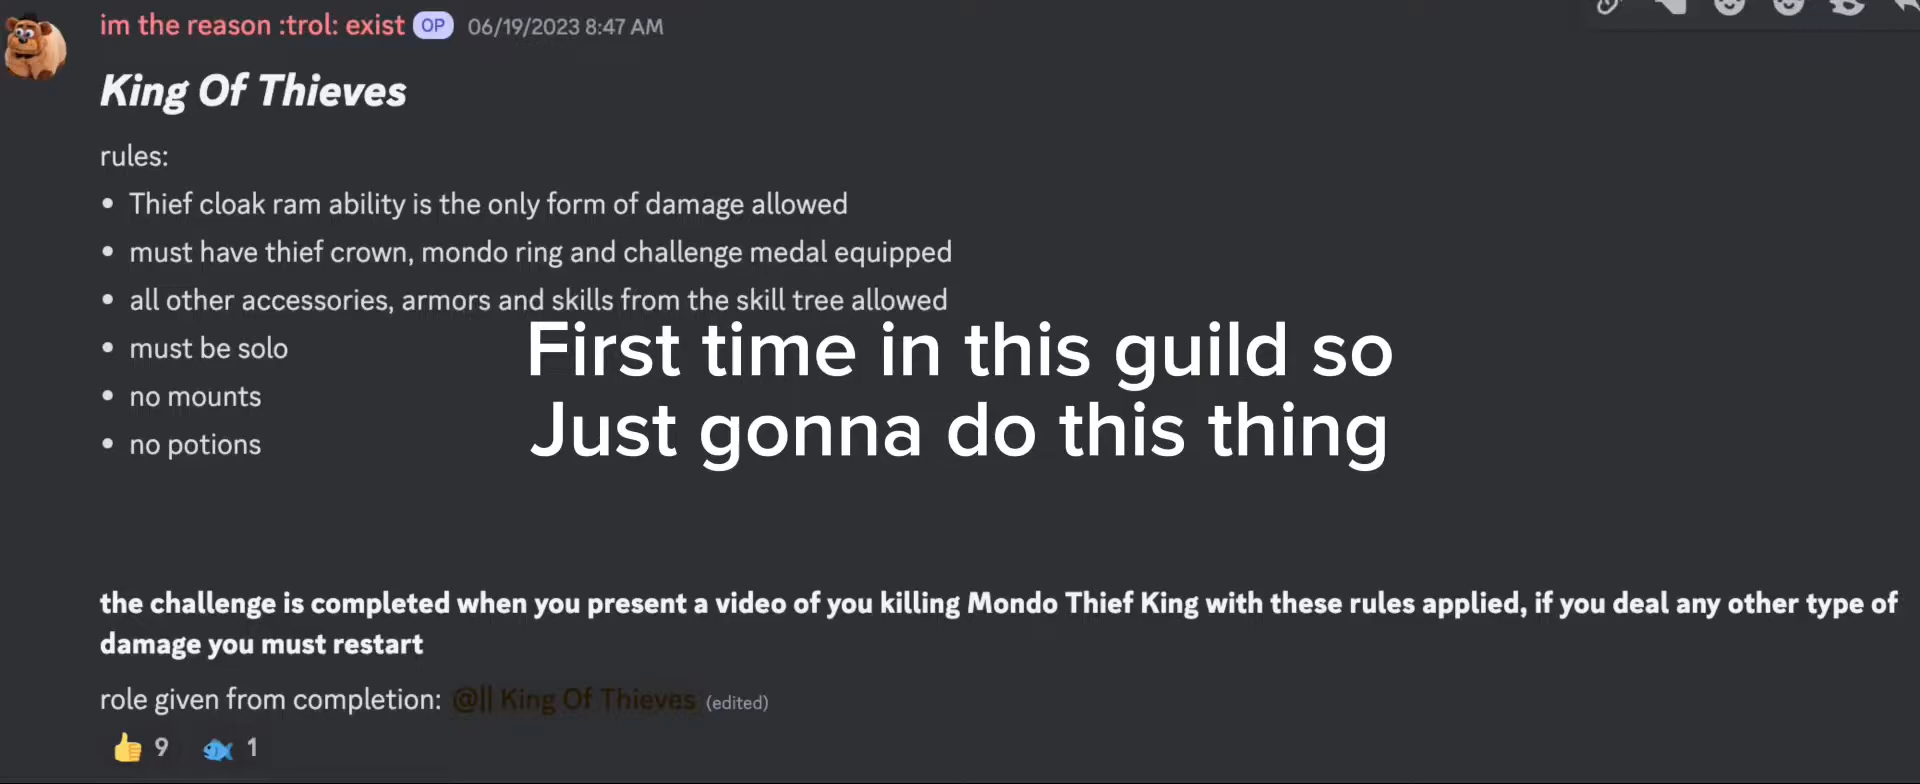 im the reason :trol: exist OP 06/19/2023 8:47 AM
King Of Thieves
rules:
• Thief cloak ram ability is the only form of damage allowed
• must have thief crown, mondo ring and challenge medal equipped
• all other accessories, armors and skills from the skill tree allowed
• must be solo
• no mounts
• no potions
First time in this guild so
Just gonna do this thing
the challenge is completed when you present a video of you killing Mondo Thief King with these rules applied, if you deal any other type of
damage you must restart
role given from completion: @|| King Of Thieves (edited)
👍 9 🐟 1